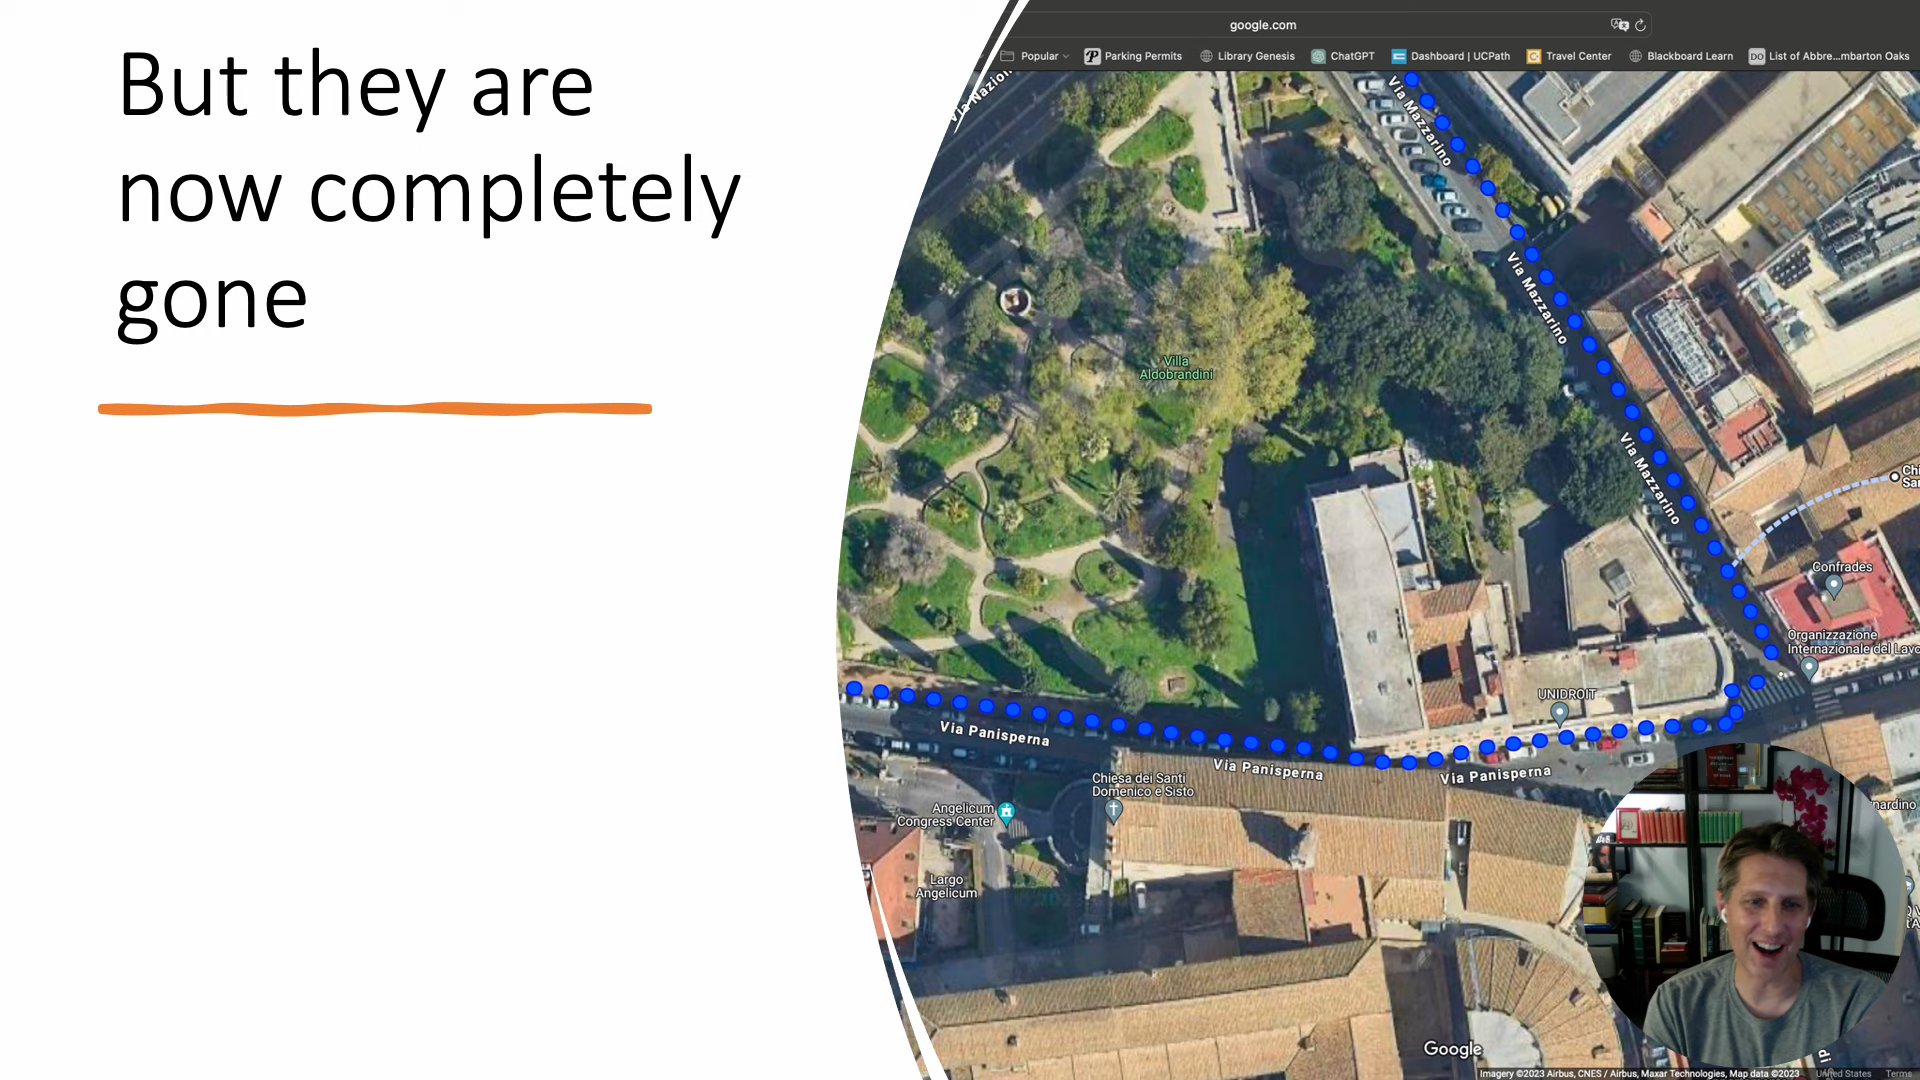 But they are
now completely
gone
google.com
Popular
Parking Permits
Library Genesis
ChatGPT
Dashboard | UCPath
Travel Center
Blackboard Learn
DO
List of Abbre...mbarton Oaks
Via Mazzarino
Via Mazzarino
Via Mazzarino
Villa
Aldobrandini
Confrades
Organizzazione
Internazionale del Lavo
UNIDROIT
Via Panisperna
Via Panisperna
Via Panisperna
Chiesa dei Santi
Domenico e Sisto
Angelicum
Congress Center
Largo
Angelicum
Google
Imagery ©2023 Airbus, CNES / Airbus, Maxar Technologies, Map data ©2023
United States
Terms